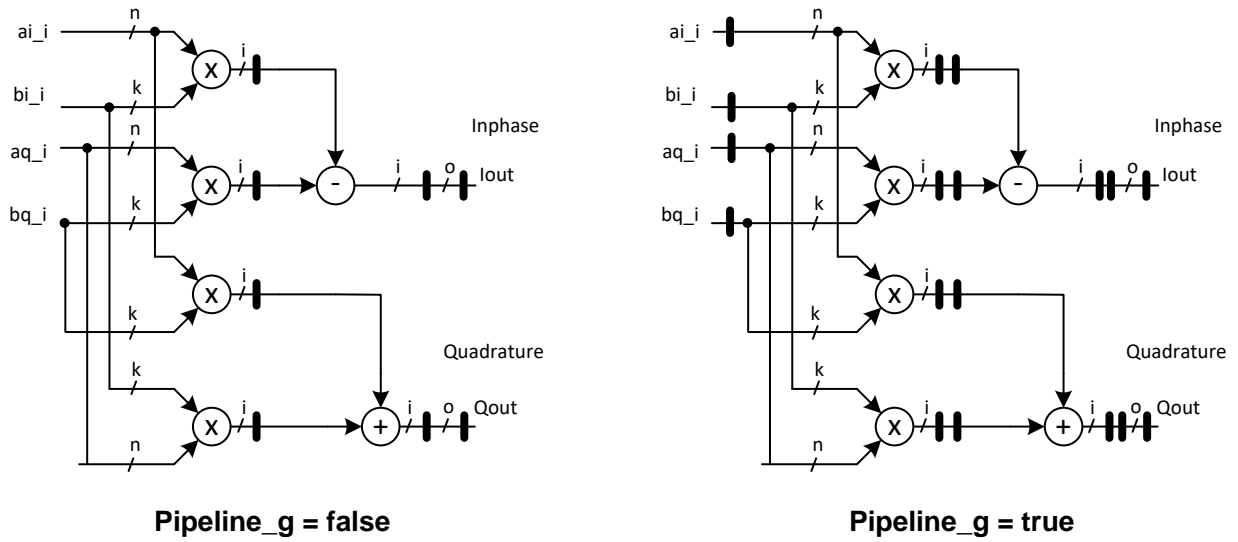 ai_i
n
i
X
bi_i
k
Inphase
aq_i
n
i
i
o
X
-
Iout
bq_i
k
i
X
k
Quadrature
k
i
i
o
X
+
Qout
n
Pipeline_g = false
ai_i
n
i
X
bi_i
k
Inphase
aq_i
n
i
i
o
X
-
Iout
bq_i
k
i
X
k
Quadrature
k
i
i
o
X
+
Qout
n
Pipeline_g = true